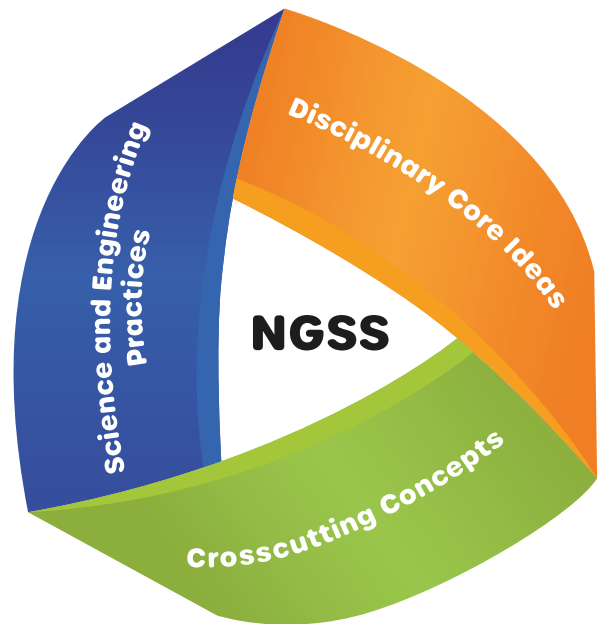 Disciplinary Core Ideas
Science and Engineering
Practices
NGSS
Crosscutting Concepts